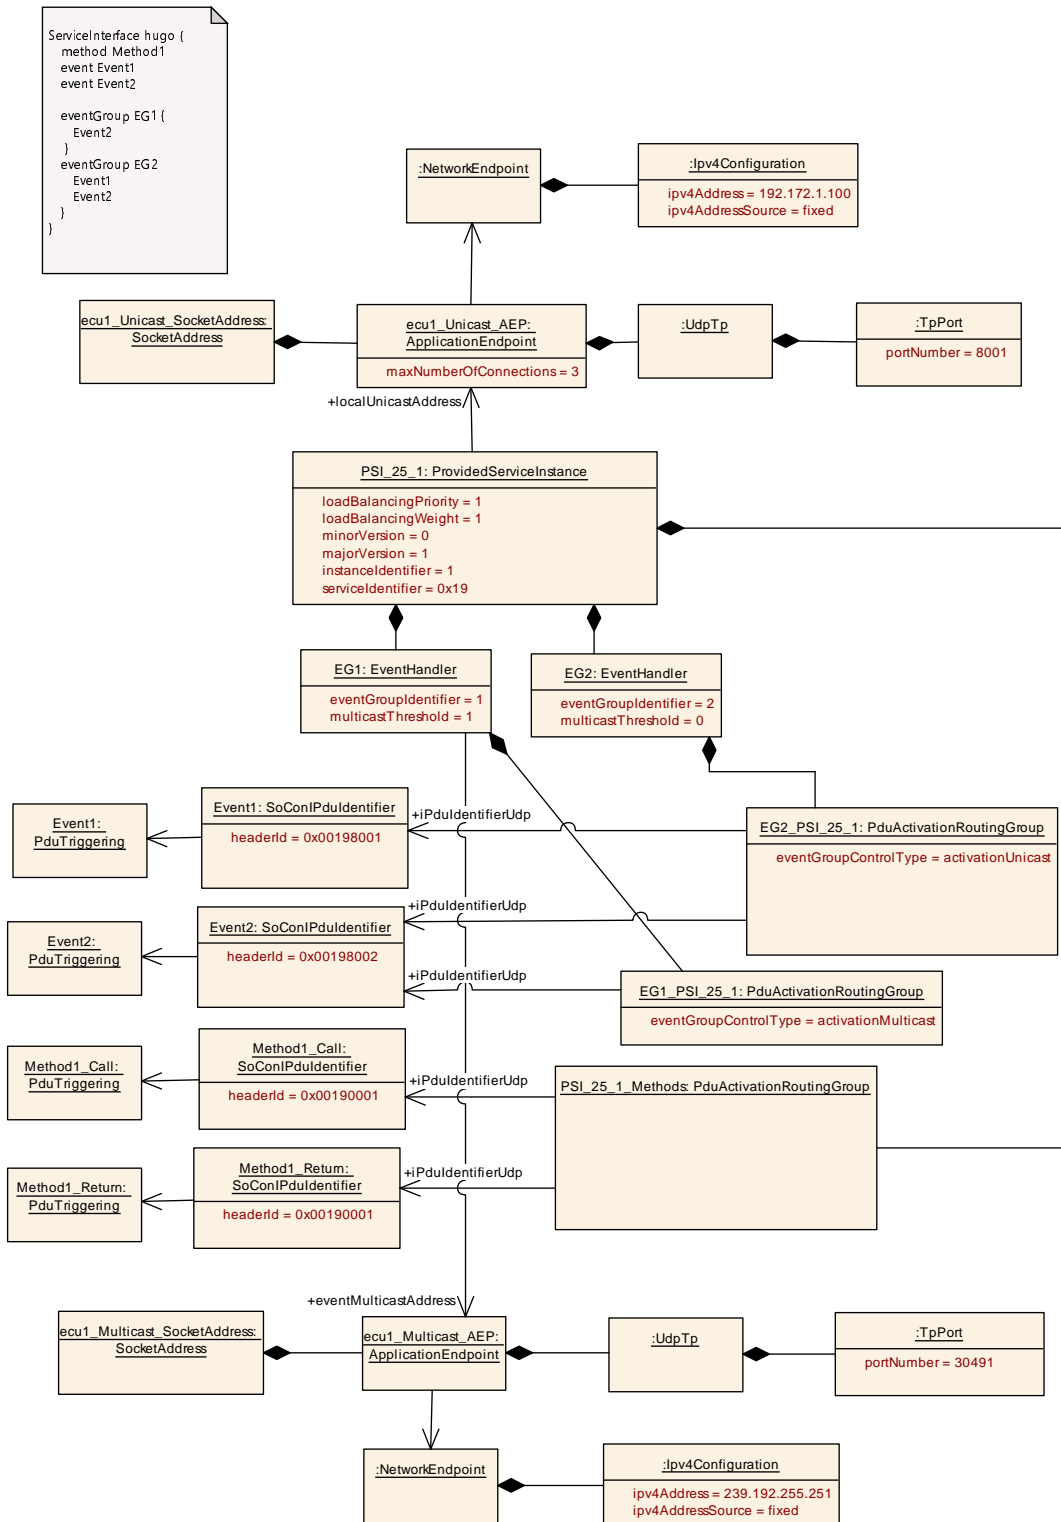 ServiceInterface hugo {
method Method1
event Event1
event Event2
eventGroup EG1 {
Event2
}
eventGroup EG2
Event1
Event2
}
}
:NetworkEndpoint
:Ipv4Configuration
ipv4Address = 192.172.1.100
ipv4AddressSource = fixed
ecu1_Unicast_SocketAddress:
SocketAddress
ecu1_Unicast_AEP:
ApplicationEndpoint
maxNumberOfConnections = 3
:UdpTp
:TpPort
portNumber = 8001
+localUnicastAddress
PSI_25_1: ProvidedServiceInstance
loadBalancingPriority = 1
loadBalancingWeight = 1
minorVersion = 0
majorVersion = 1
instanceIdentifier = 1
serviceIdentifier = 0x19
EG1: EventHandler
eventGroupIdentifier = 1
multicastThreshold = 1
EG2: EventHandler
eventGroupIdentifier = 2
multicastThreshold = 0
Event1:
PduTriggering
Event1: SoConIPduIdentifier
headerId = 0x00198001
+iPduIdentifierUdp
EG2_PSI_25_1: PduActivationRoutingGroup
eventGroupControlType = activationUnicast
Event2:
PduTriggering
Event2: SoConIPduIdentifier
headerId = 0x00198002
+iPduIdentifierUdp
+iPduIdentifierUdp
EG1_PSI_25_1: PduActivationRoutingGroup
eventGroupControlType = activationMulticast
Method1_Call:
PduTriggering
Method1_Call:
SoConIPduIdentifier
headerId = 0x00190001
+iPduIdentifierUdp
PSI_25_1_Methods: PduActivationRoutingGroup
Method1_Return:
PduTriggering
Method1_Return:
SoConIPduIdentifier
headerId = 0x00190001
+iPduIdentifierUdp
+eventMulticastAddress
ecu1_Multicast_SocketAddress:
SocketAddress
ecu1_Multicast_AEP:
ApplicationEndpoint
:UdpTp
:TpPort
portNumber = 30491
:NetworkEndpoint
:Ipv4Configuration
ipv4Address = 239.192.255.251
ipv4AddressSource = fixed